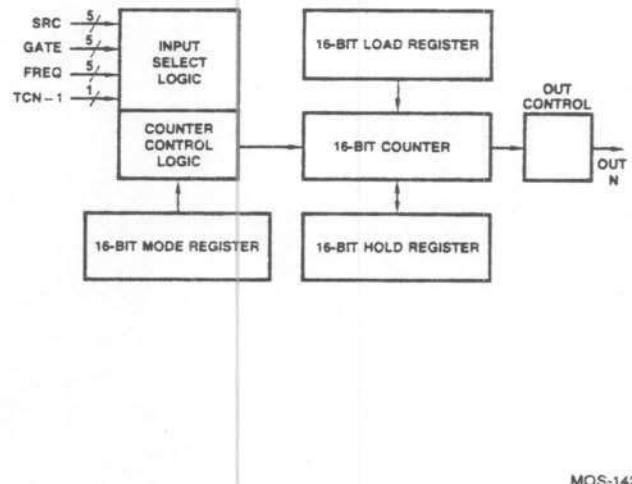 SRC 5
GATE 5
FREQ 5
TCN-1 1
INPUT
SELECT
LOGIC
COUNTER
CONTROL
LOGIC
16-BIT MODE REGISTER
16-BIT LOAD REGISTER
16-BIT COUNTER
16-BIT HOLD REGISTER
OUT
CONTROL
OUT
N